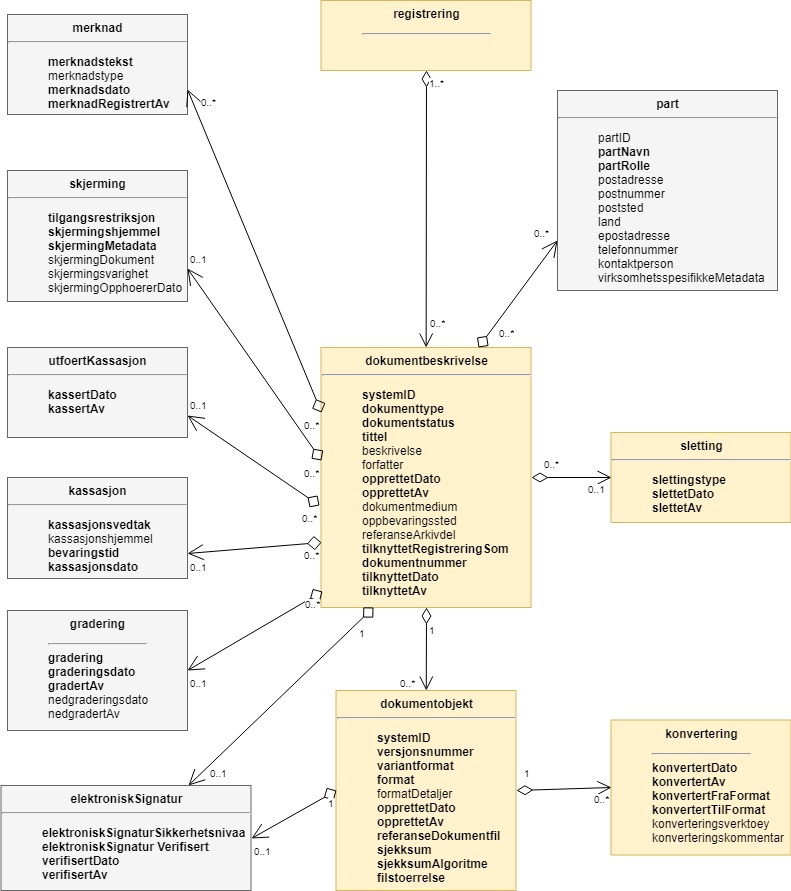 merknad
merknadstekst
merknadstype
merknadsdato
merknadRegistrertAv
0..*
registrering
1..*
part
partID
partNavn
partRolle
postadresse
postnummer
poststed
land
epostadresse
telefonnummer
kontaktperson
virksomhetsspesifikkeMetadata
0..*
0..*
skjerming
tilgangsrestriksjon
skjermingshjemmel
skjermingMetadata
skjermingDokument
skjermingsvarighet
skjermingOpphoererDato
0..1
0..*
utfoertKassasjon
kassertDato
kassertAv
0..1
dokumentbeskrivelse
systemID
dokumenttype
dokumentstatus
tittel
beskrivelse
forfatter
opprettetDato
opprettetAv
dokumentmedium
oppbevaringssted
referanseArkivdel
tilknyttetRegistreringSom
dokumentnummer
tilknyttetDato
tilknyttetAv
0..*
0..*
0..*
0..*
0..*
sletting
slettingstype
slettetDato
slettetAv
0..*
0..1
kassasjon
kassasjonsvedtak
kassasjonshjemmel
bevaringstid
kassasjonsdato
0..1
gradering
gradering
graderingsdato
gradertAv
nedgraderingsdato
nedgradertAv
0..1
1
1
0..*
dokumentobjekt
systemID
versjonsnummer
variantformat
format
formatDetaljer
opprettetDato
opprettetAv
referanseDokumentfil
sjekksum
sjekksumAlgoritme
filstoerrelse
konvertering
konvertertDato
konvertertAv
konvertertFraFormat
konvertertTilFormat
konverteringsverktoey
konverteringskommentar
1
0..*
elektroniskSignatur
elektroniskSignaturSikkerhetsnivaa
elektroniskSignatur Verifisert
verifisertDato
verifisertAv
0..1
1
0..1